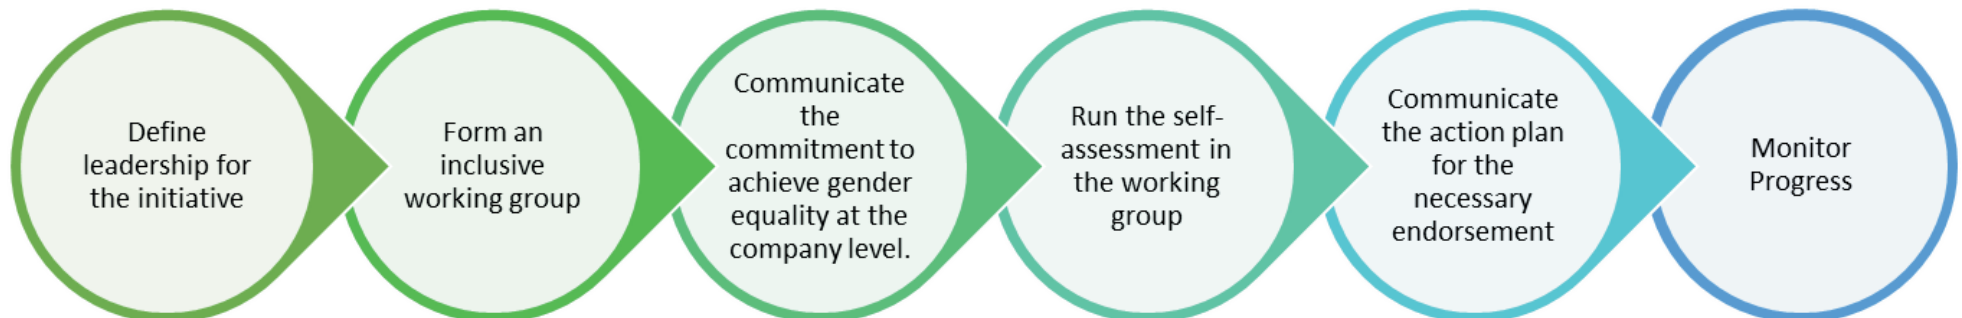 Define
leadership for
the initiative
Form an
inclusive
working group
Communicate
the
commitment to
achieve gender
equality at the
company level.
Run the self-
assessment in
the working
group
Communicate
the action plan
for the
necessary
endorsement
Monitor
Progress